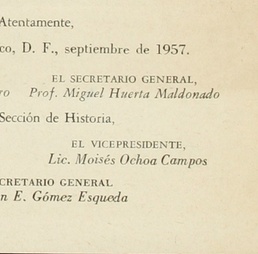 Atentamente,
co, D. F., septiembre de 1957.
EL SECRETARIO GENERAL,
ro Prof. Miguel Huerta Maldonado
Sección de Historia,
EL VICEPRESIDENTE,
Lic. Moisés Ochoa Campos
CRETARIO GENERAL
n E. Gómez Esqueda